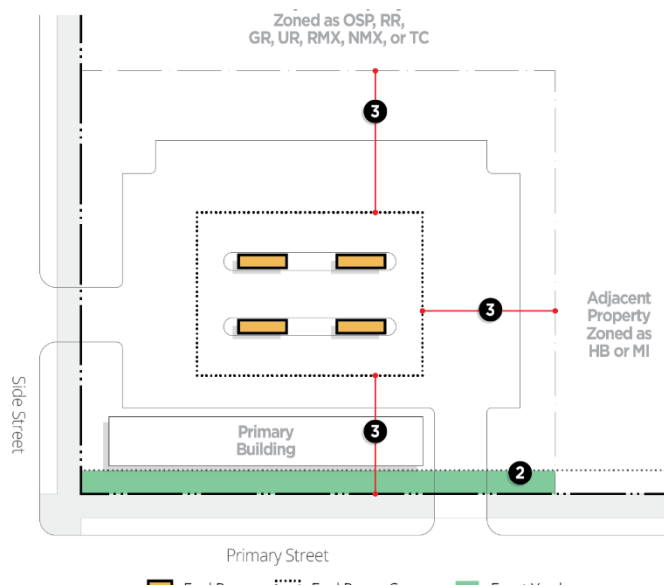 Zoned as OSP, RR,
GR, UR, RMX, NMX, or TC
3
3
Adjacent
Property
Zoned as
HB or MI
Side Street
3
Primary
Building
2
Primary Street